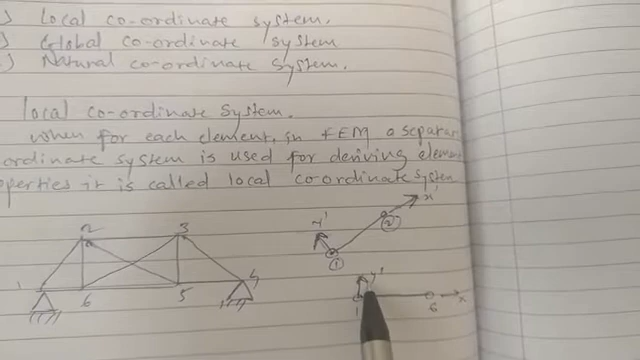 ) Local co-ordinate system.
) Global co-ordinate system
) Natural co-ordinate system.
local co-ordinate system.
when for each element, in FEM a separat
ordinate system is used for deriving elemen
operties it is called local co-ordinate system
2 3
1 6 5 4
x'
2
y'
1
y'
1 6 x